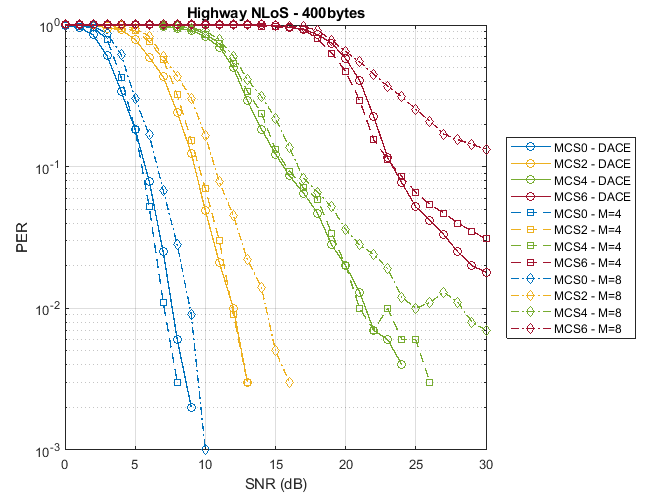 Highway NLoS - 400bytes
10^0
10^-1
10^-2
10^-3
PER
0 5 10 15 20 25 30
SNR (dB)
MCS0 - DACE
MCS2 - DACE
MCS4 - DACE
MCS6 - DACE
MCS0 - M=4
MCS2 - M=4
MCS4 - M=4
MCS6 - M=4
MCS0 - M=8
MCS2 - M=8
MCS4 - M=8
MCS6 - M=8